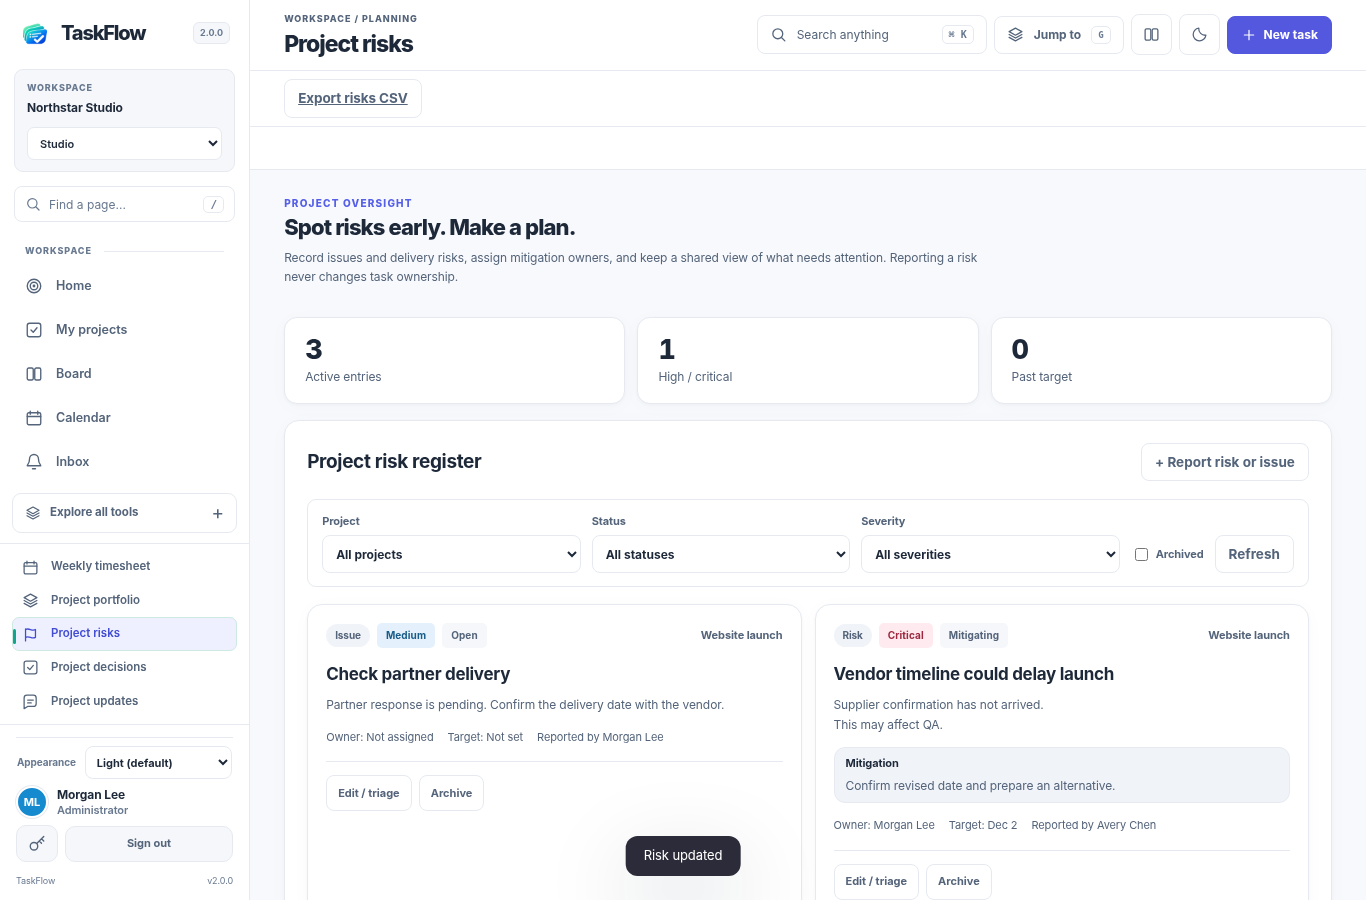 TaskFlow
2.0.0
WORKSPACE
Northstar Studio
Studio
Find a page...
/
WORKSPACE
Home
My projects
Board
Calendar
Inbox
Explore all tools
+
Weekly timesheet
Project portfolio
Project risks
Project decisions
Project updates
Appearance
Light (default)
ML
Morgan Lee
Administrator
Sign out
TaskFlow
v2.0.0
WORKSPACE / PLANNING
Project risks
Search anything
⌘ K
Jump to
G
+ New task
Export risks CSV
PROJECT OVERSIGHT
Spot risks early. Make a plan.
Record issues and delivery risks, assign mitigation owners, and keep a shared view of what needs attention. Reporting a risk
never changes task ownership.
3
Active entries
1
High / critical
0
Past target
Project risk register
+ Report risk or issue
Project
All projects
Status
All statuses
Severity
All severities
Archived
Refresh
Issue
Medium
Open
Website launch
Check partner delivery
Partner response is pending. Confirm the delivery date with the vendor.
Owner: Not assigned
Target: Not set
Reported by Morgan Lee
Edit / triage
Archive
Risk
Critical
Mitigating
Website launch
Vendor timeline could delay launch
Supplier confirmation has not arrived.
This may affect QA.
Mitigation
Confirm revised date and prepare an alternative.
Owner: Morgan Lee
Target: Dec 2
Reported by Avery Chen
Edit / triage
Archive
Risk updated